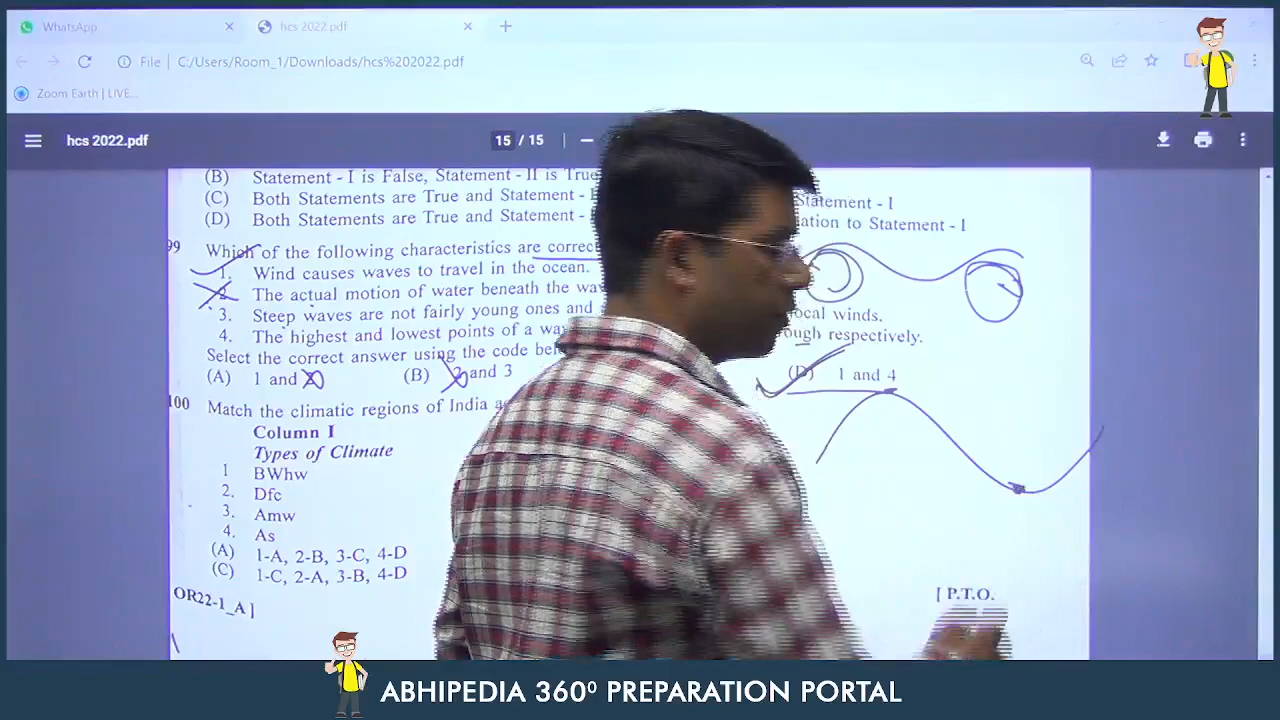 WhatsApp
hcs 2022.pdf
File C:/Users/Room_1/Downloads/hcs%202022.pdf
Zoom Earth | LIVE...
hcs 2022.pdf
15 / 15
(B) Statement - I is False, Statement - II is True
(C) Both Statements are True and Statement - Statement - I
(D) Both Statements are True and Statement - to Statement - I
99 Which of the following characteristics are correc
1. Wind causes waves to travel in the ocean.
2. The actual motion of water beneath the wa
3. Steep waves are not fairly young ones and local winds.
4. The highest and lowest points of a wa ough respectively.
Select the correct answer using the code bel
(A) 1 and 2 (B) 2 and 3 (D) 1 and 4
100 Match the climatic regions of India
Column I
Types of Climate
1 BWhw
2. Dfc
3. Amw
4. As
(A) 1-A, 2-B, 3-C, 4-D
(C) 1-C, 2-A, 3-B, 4-D
OR22-1_A ]
[ P.T.O.
ABHIPEDIA 360⁰ PREPARATION PORTAL